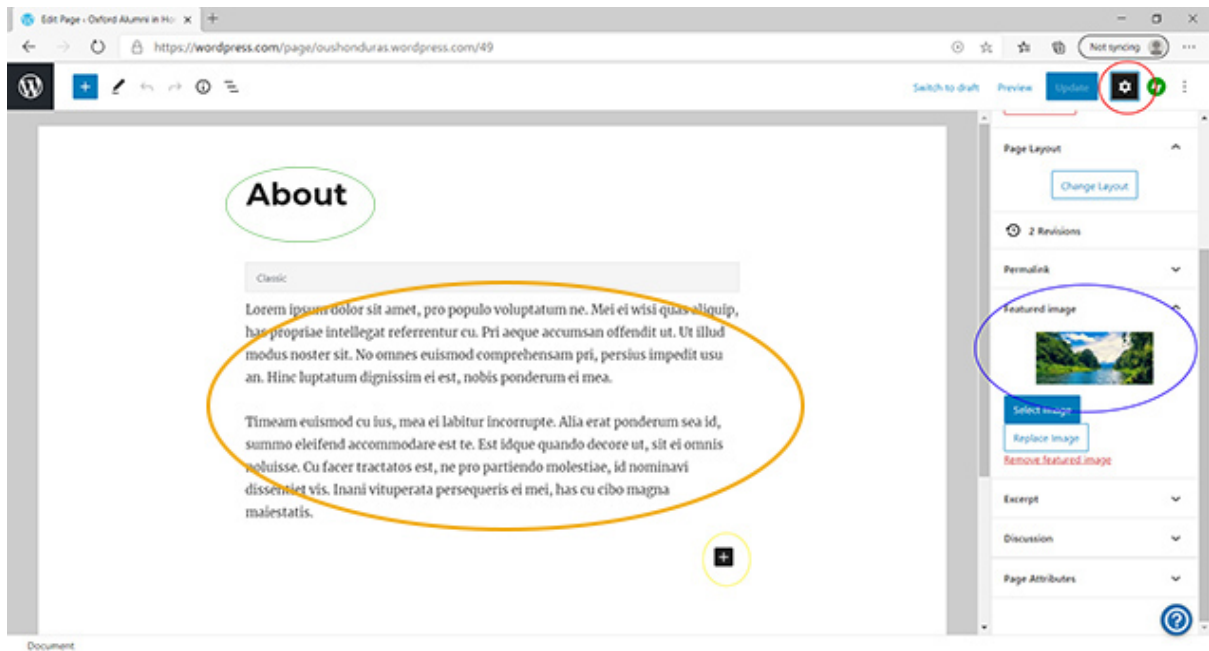 Edit Page ‹ Oxford Alumni in Ho
https://wordpress.com/page/oushonduras.wordpress.com/49
Not syncing
Switch to draft
Preview
Update
Page Layout
Change Layout
2 Revisions
Permalink
Featured image
Select Image
Replace Image
Remove featured image
Excerpt
Discussion
Page Attributes
About
Classic
Lorem ipsum dolor sit amet, pro populo voluptatum ne. Mei ei wisi quas aliquip,
has propriae intellegat referrentur cu. Pri aeque accumsan offendit ut. Ut illud
modus noster sit. No omnes euismod comprehensam pri, persius impedit usu
an. Hinc luptatum dignissim ei est, nobis ponderum ei mea.
Timeam euismod cu ius, mea ei labitur incorrupte. Alia erat ponderum sea id,
summo eleifend accommodare est te. Est idque quando decore ut, sit ei omnis
noluisse. Cu facer tractatos est, ne pro partiendo molestiae, id nominavi
dissentiet vis. Inani vituperata persequeris ei mei, has cu cibo magna
maiestatis.
Document